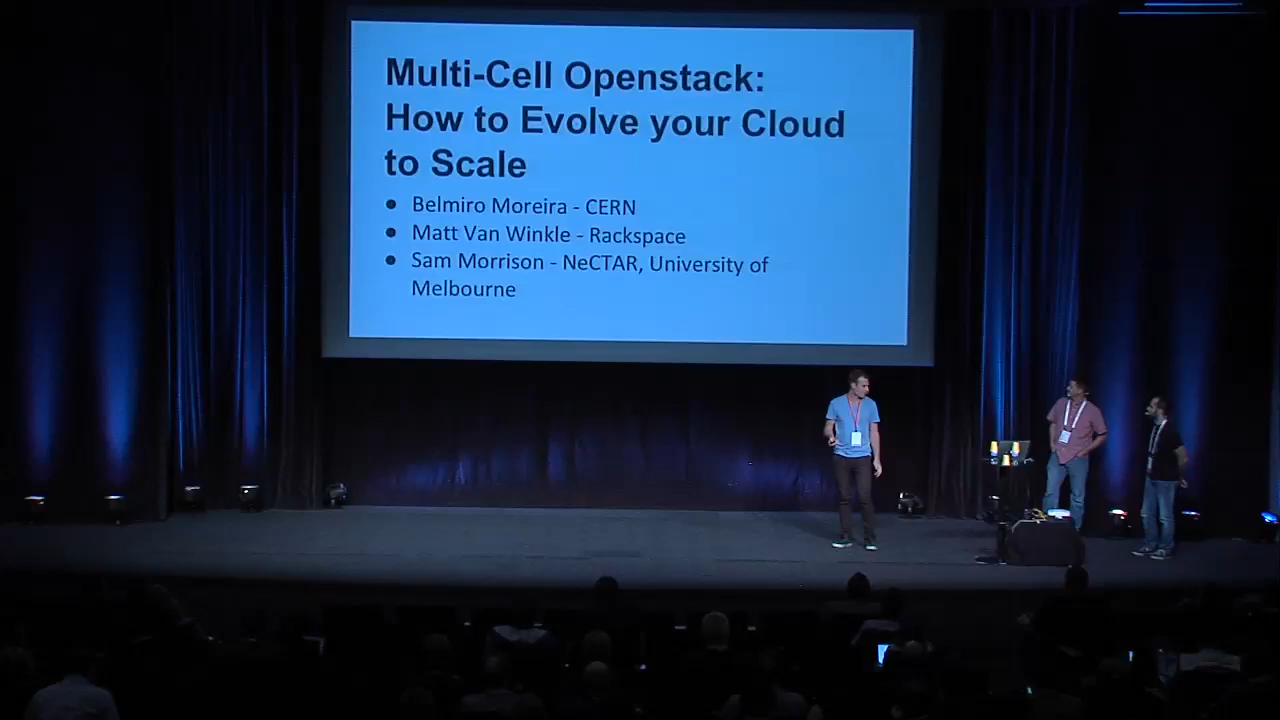 Multi-Cell Openstack:
How to Evolve your Cloud
to Scale
● Belmiro Moreira - CERN
● Matt Van Winkle - Rackspace
● Sam Morrison - NeCTAR, University of
Melbourne